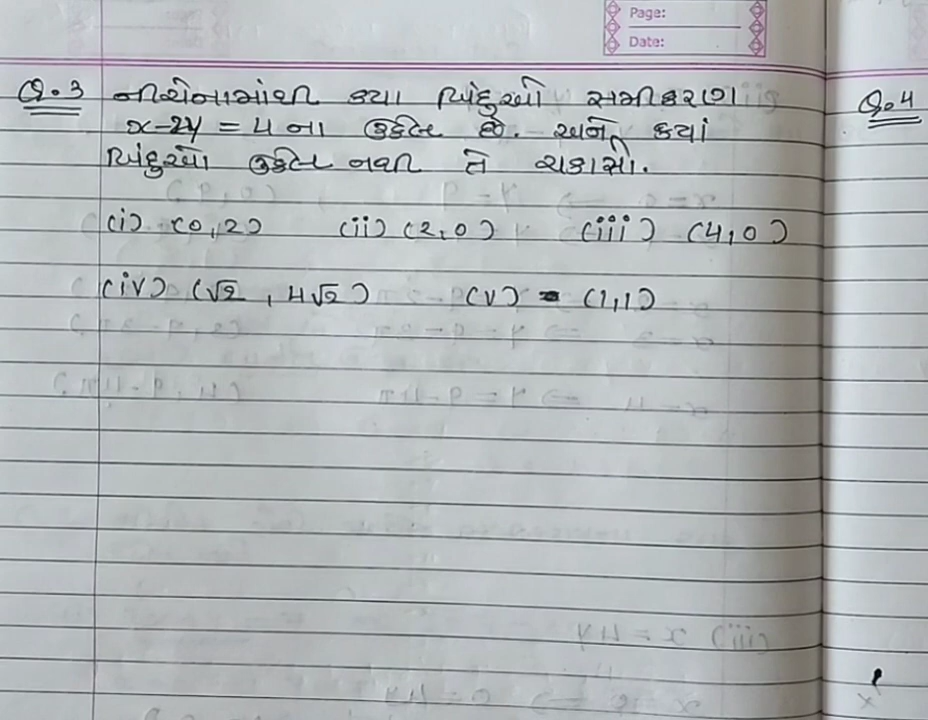 Page:
Date:
Q.3 નીચેનામાંથી કયા બિંદુઓ સમીકરણ
x-2y = 4 ના ઉકેલ છે. અને કયાં
બિંદુઓ ઉકેલ નથી તે ચકાસો.
(i) (0,2) (ii) (2,0) (iii) (4,0)
(iv) (√2 , 4√2) (v) (1,1)
Q.4